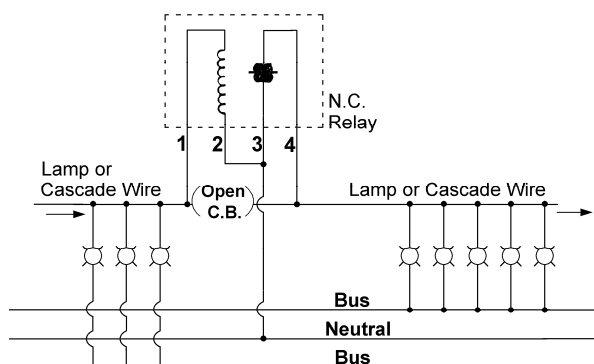 N.C.
Relay
1 2 3 4
Lamp or
Cascade Wire
Open
C.B.
Lamp or Cascade Wire
Bus
Neutral
Bus